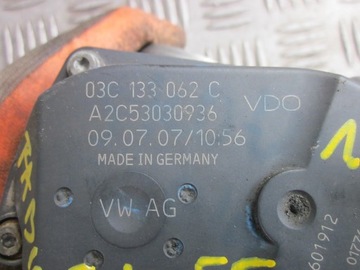 03C 133 062 C
A2C53030936 VDO
09.07.07/10:56
MADE IN GERMANY
VW AG
601912